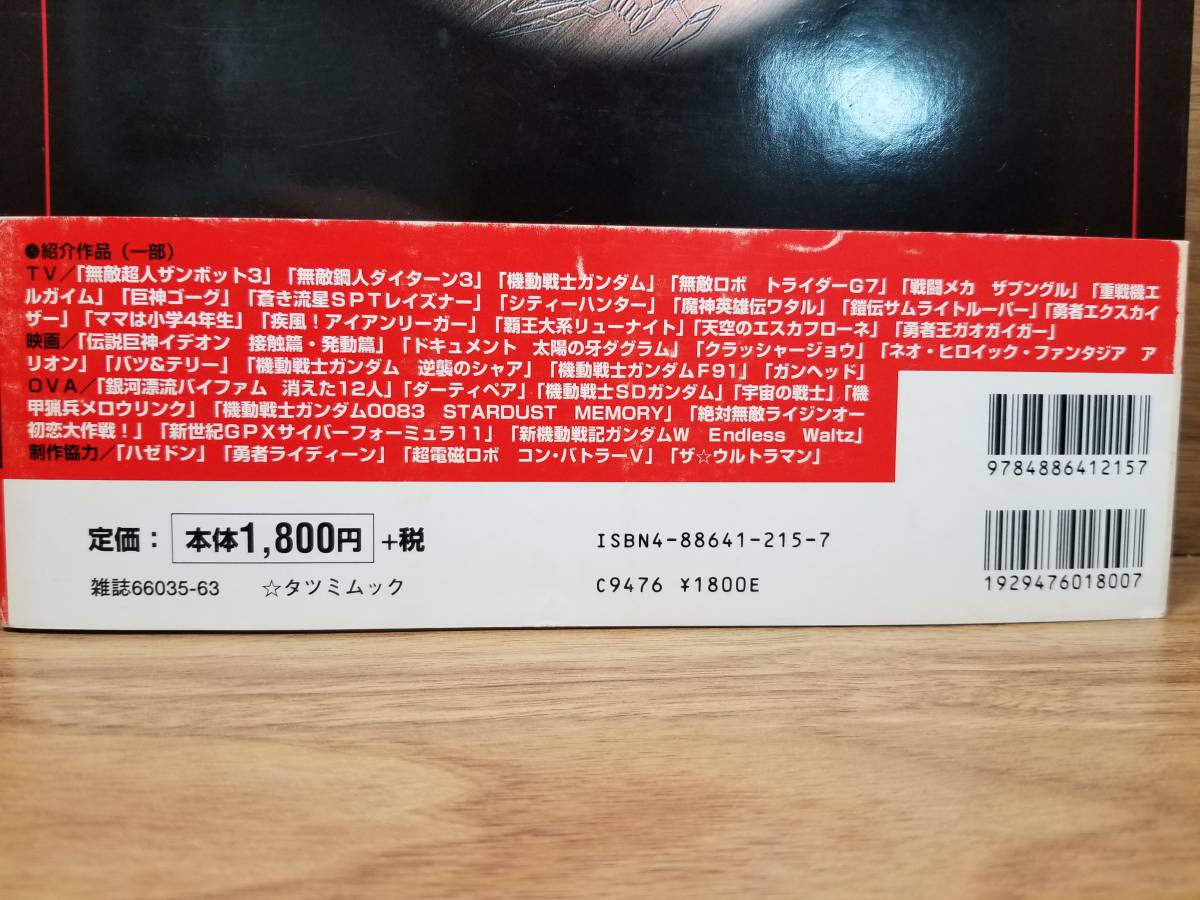 ●紹介作品（一部）
ＴＶ／「無敵超人ザンボット３」「無敵鋼人ダイターン３」「機動戦士ガンダム」「無敵ロボ　トライダーＧ７」「戦闘メカ　ザブングル」「重戦機エ
ルガイム」「巨神ゴーグ」「蒼き流星ＳＰＴレイズナー」「シティーハンター」「魔神英雄伝ワタル」「鎧伝サムライトルーパー」「勇者エクスカイ
ザー」「ママは小学４年生」「疾風！アイアンリーガー」「覇王大系リューナイト」「天空のエスカフローネ」「勇者王ガオガイガー」
映画／「伝説巨神イデオン　接触篇・発動篇」「ドキュメント　太陽の牙ダグラム」「クラッシャージョウ」「ネオ・ヒロイック・ファンタジア　ア
リオン」「バツ＆テリー」「機動戦士ガンダム　逆襲のシャア」「機動戦士ガンダムＦ９１」「ガンヘッド」
ＯＶＡ／「銀河漂流バイファム　消えた１２人」「ダーティペア」「機動戦士ＳＤガンダム」「宇宙の戦士」「機
甲猟兵メロウリンク」「機動戦士ガンダム００８３　ＳＴＡＲＤＵＳＴ　ＭＥＭＯＲＹ」「絶対無敵ライジンオー
初恋大作戦！」「新世紀ＧＰＸサイバーフォーミュラ１１」「新機動戦記ガンダムＷ　Ｅｎｄｌｅｓｓ　Ｗａｌｔｚ」
制作協力／「ハゼドン」「勇者ライディーン」「超電磁ロボ　コン・バトラーＶ」「ザ☆ウルトラマン」
9784886412157
定価：本体1,800円＋税
ISBN4-88641-215-7
雑誌66035-63　☆タツミムック
C9476 ¥1800E
1929476018007